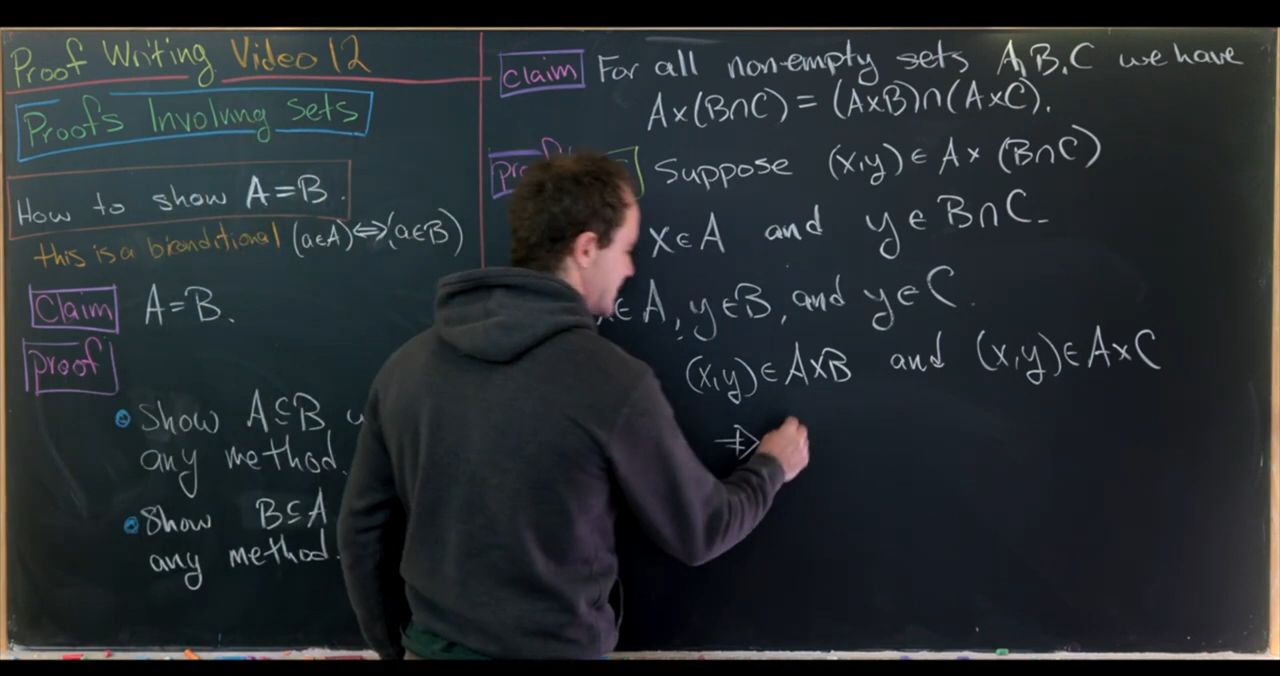 Proof Writing Video 12
Proofs Involving Sets
How to show A=B.
this is a biconditional (a∈A)⇔(a∈B)
Claim A=B.
Proof
Show A⊆B
any method.
Show B⊆A
any method.
Claim For all non-empty sets A,B,C we have
A×(B∩C) = (A×B)∩(A×C).
Suppose (x,y)∈A×(B∩C)
x∈A and y∈B∩C.
∈A, y∈B, and y∈C.
(x,y)∈A×B and (x,y)∈A×C
⇒